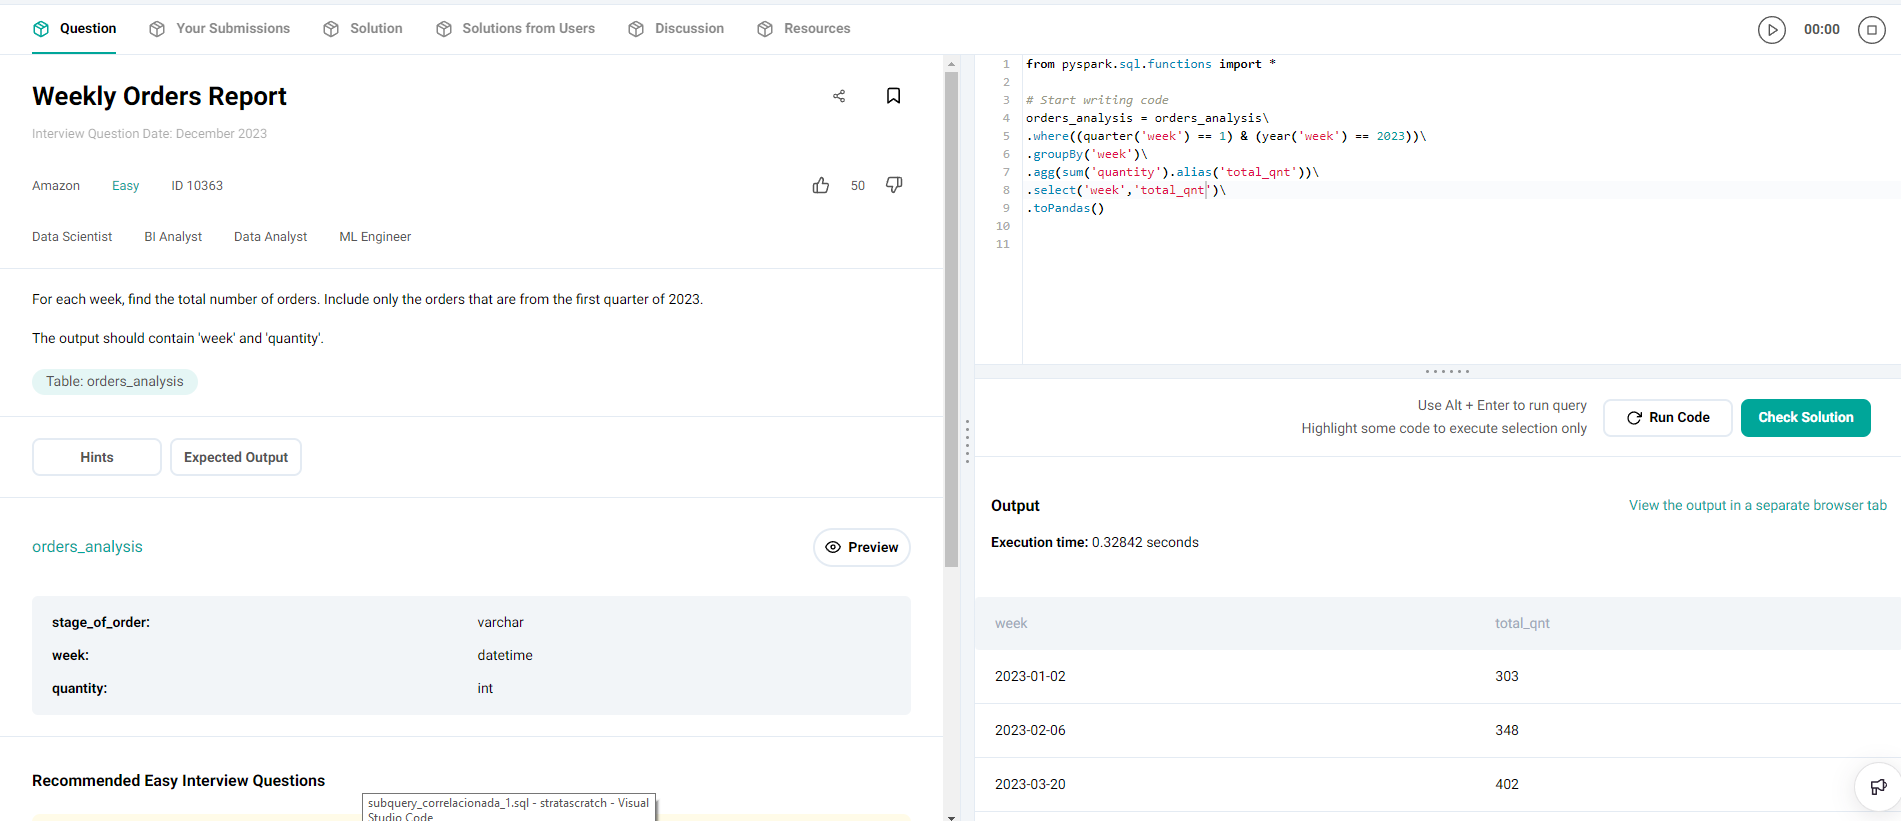 Question Your Submissions Solution Solutions from Users Discussion Resources 00:00
Weekly Orders Report
Interview Question Date: December 2023
Amazon Easy ID 10363 50
Data Scientist BI Analyst Data Analyst ML Engineer
For each week, find the total number of orders. Include only the orders that are from the first quarter of 2023.
The output should contain 'week' and 'quantity'.
Table: orders_analysis
Hints Expected Output
orders_analysis Preview
stage_of_order: varchar
week: datetime
quantity: int
Recommended Easy Interview Questions
subquery_correlacionada_1.sql - stratascratch - Visual
Studio Code
1 from pyspark.sql.functions import *
2
3 # Start writing code
4 orders_analysis = orders_analysis\
5 .where((quarter('week') == 1) & (year('week') == 2023))\
6 .groupBy('week')\
7 .agg(sum('quantity').alias('total_qnt'))\
8 .select('week','total_qnt')\
9 .toPandas()
10
11
Use Alt + Enter to run query
Highlight some code to execute selection only
Run Code Check Solution
Output View the output in a separate browser tab
Execution time: 0.32842 seconds
week total_qnt
2023-01-02 303
2023-02-06 348
2023-03-20 402